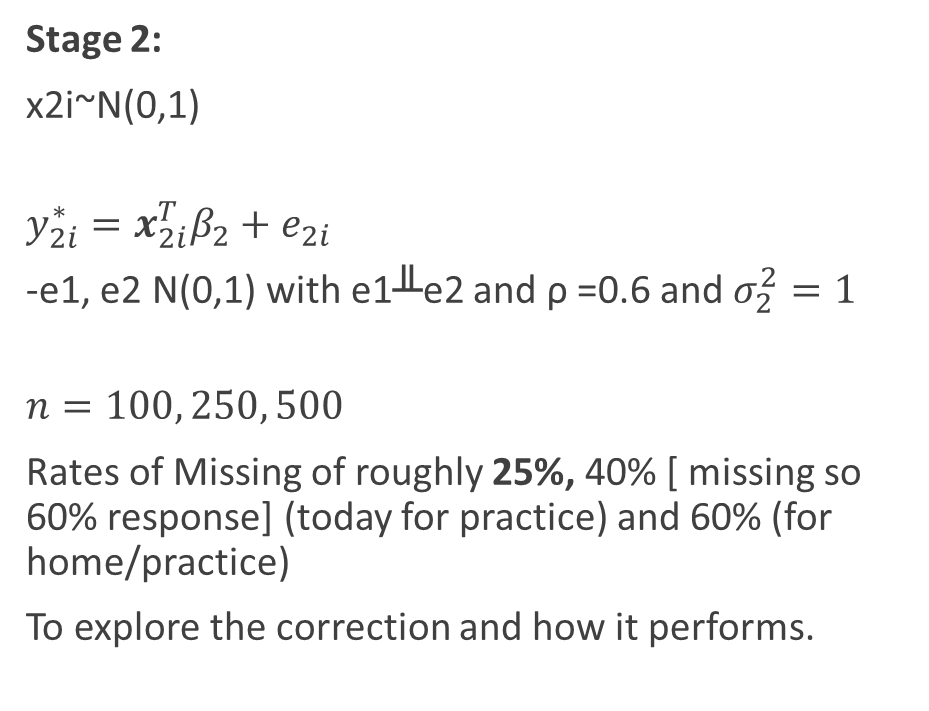 Stage 2:
x2i~N(0,1)
$y_{2i}^{*} = \boldsymbol{x}_{2i}^{T}\beta_2 + e_{2i}$
-e1, e2 N(0,1) with e1╨e2 and ρ =0.6 and $\sigma_2^2 = 1$
$n = 100, 250, 500$
Rates of Missing of roughly 25%, 40% [ missing so
60% response] (today for practice) and 60% (for
home/practice)
To explore the correction and how it performs.